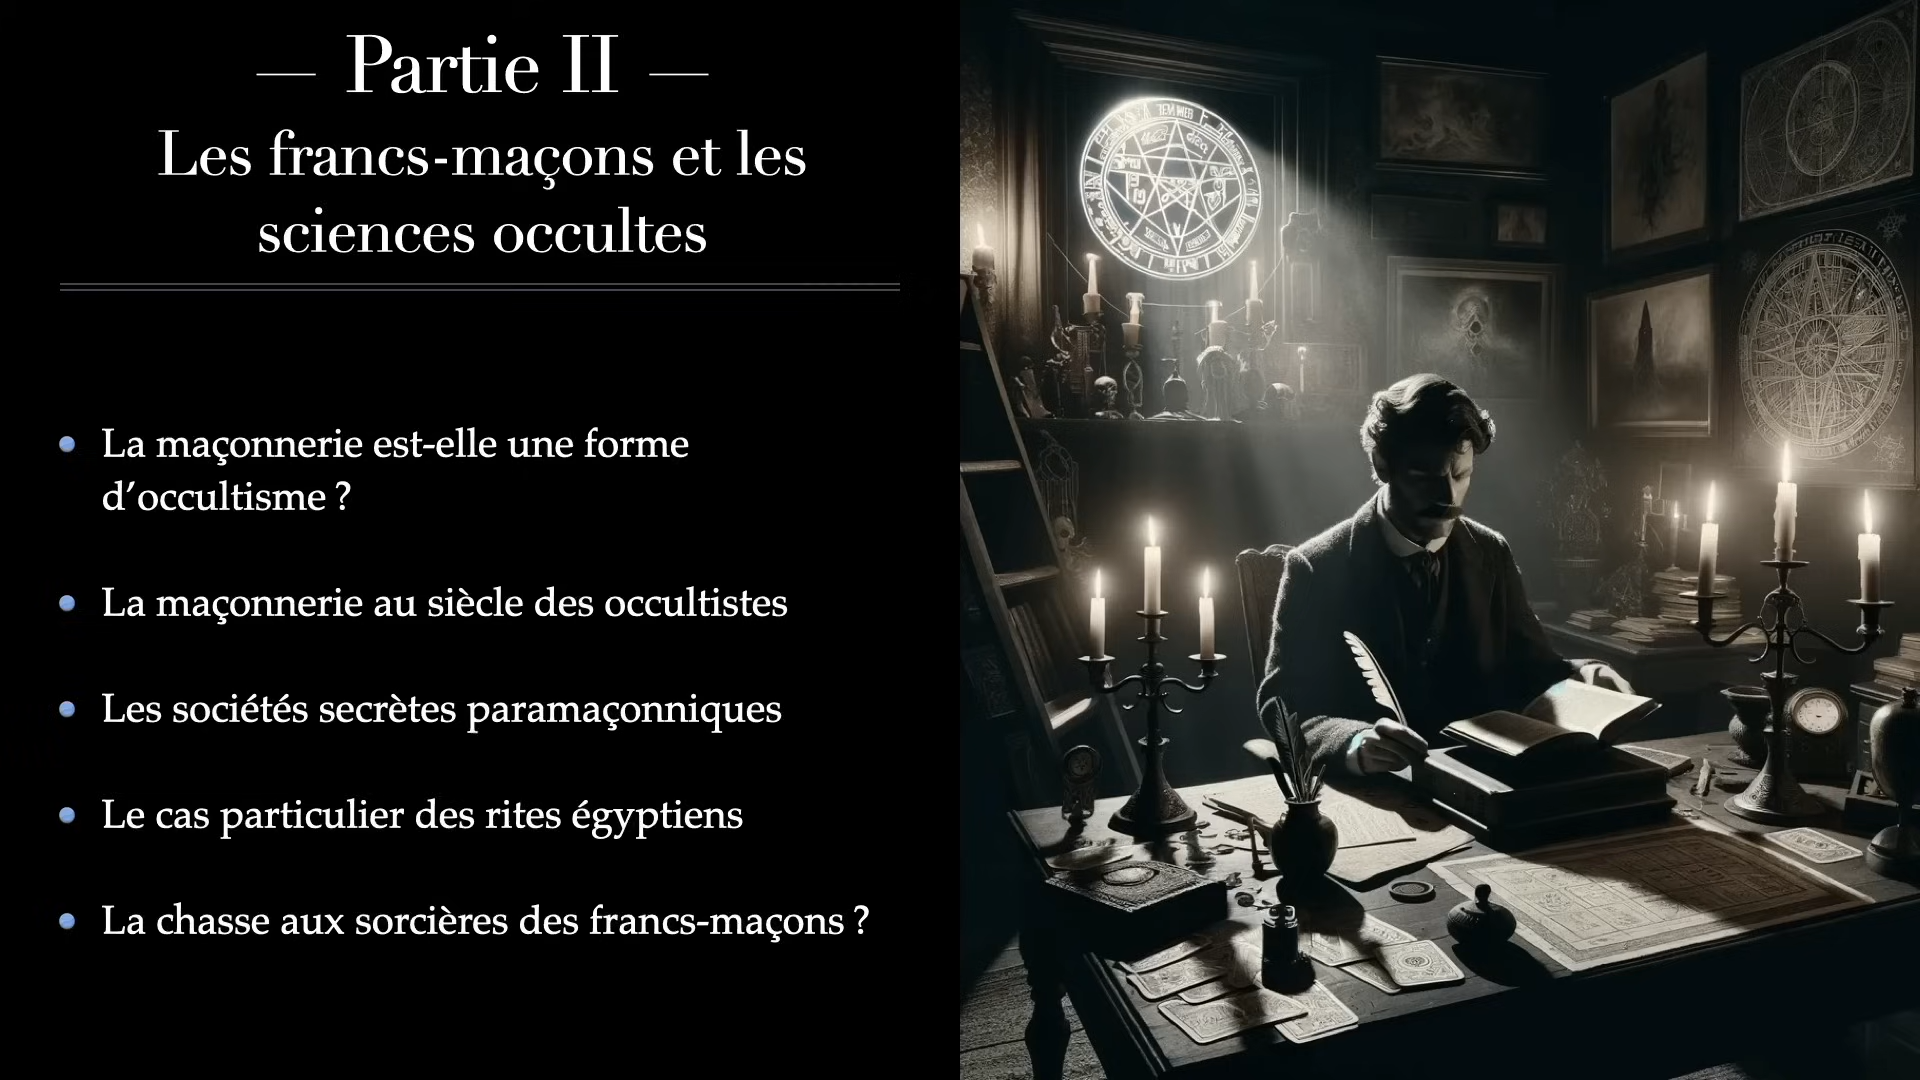 — Partie II —
Les francs-maçons et les
sciences occultes
La maçonnerie est-elle une forme
d’occultisme ?
La maçonnerie au siècle des occultistes
Les sociétés secrètes paramaçonniques
Le cas particulier des rites égyptiens
La chasse aux sorcières des francs-maçons ?